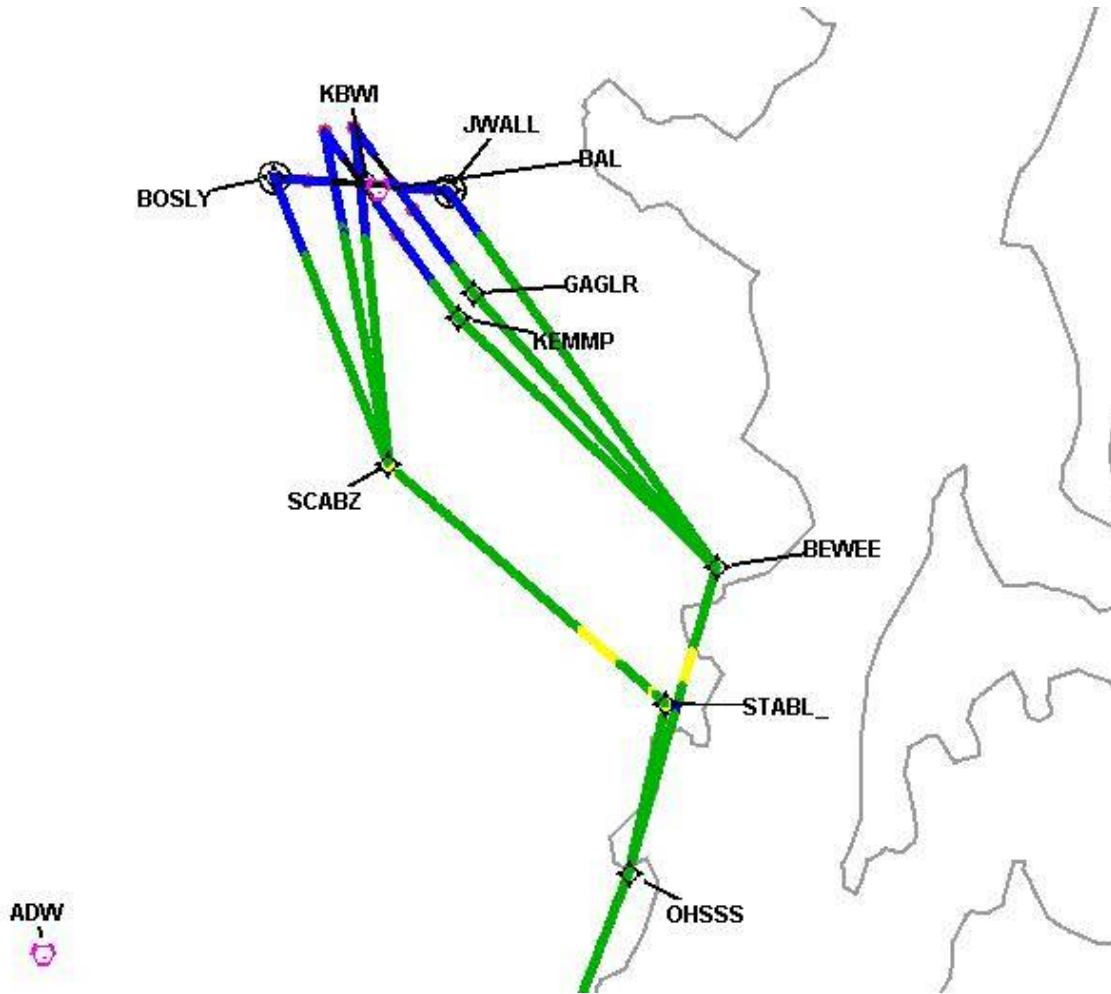 KBWI
JWALL
BAL
BOSLY
GAGLR
KEMMP
SCABZ
BEWEE
STABL_
ADW
OHSSS